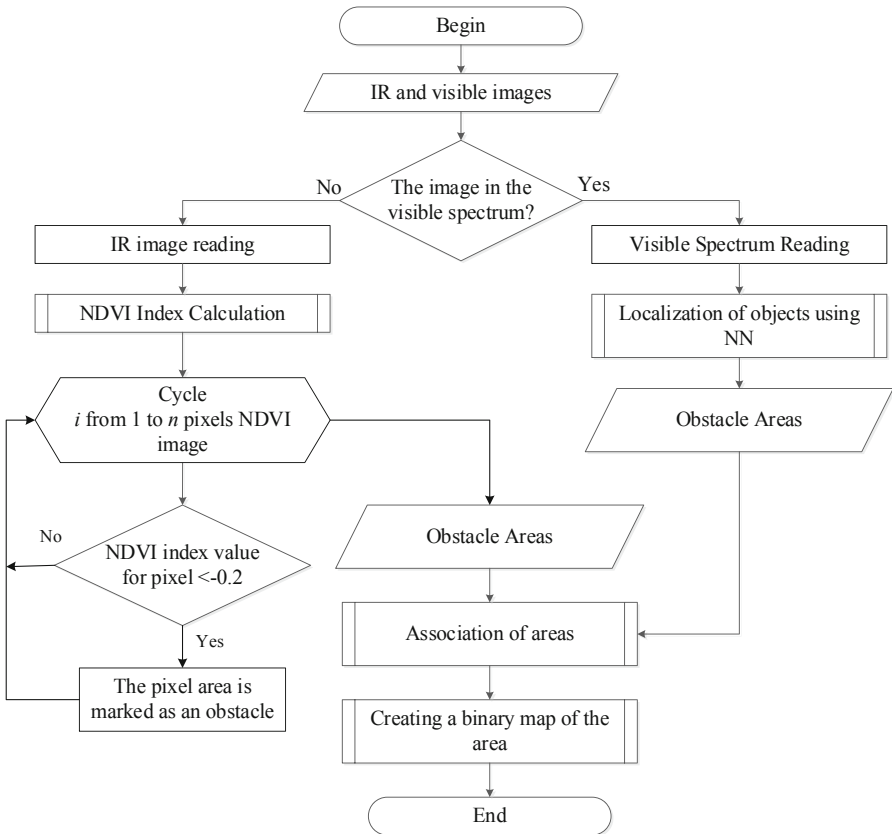 Begin
IR and visible images
No
The image in the
visible spectrum?
Yes
IR image reading
Visible Spectrum Reading
NDVI Index Calculation
Localization of objects using
NN
Cycle
i from 1 to n pixels NDVI
image
Obstacle Areas
No
NDVI index value
for pixel <-0.2
Obstacle Areas
Yes
Association of areas
The pixel area is
marked as an obstacle
Creating a binary map of the
area
End